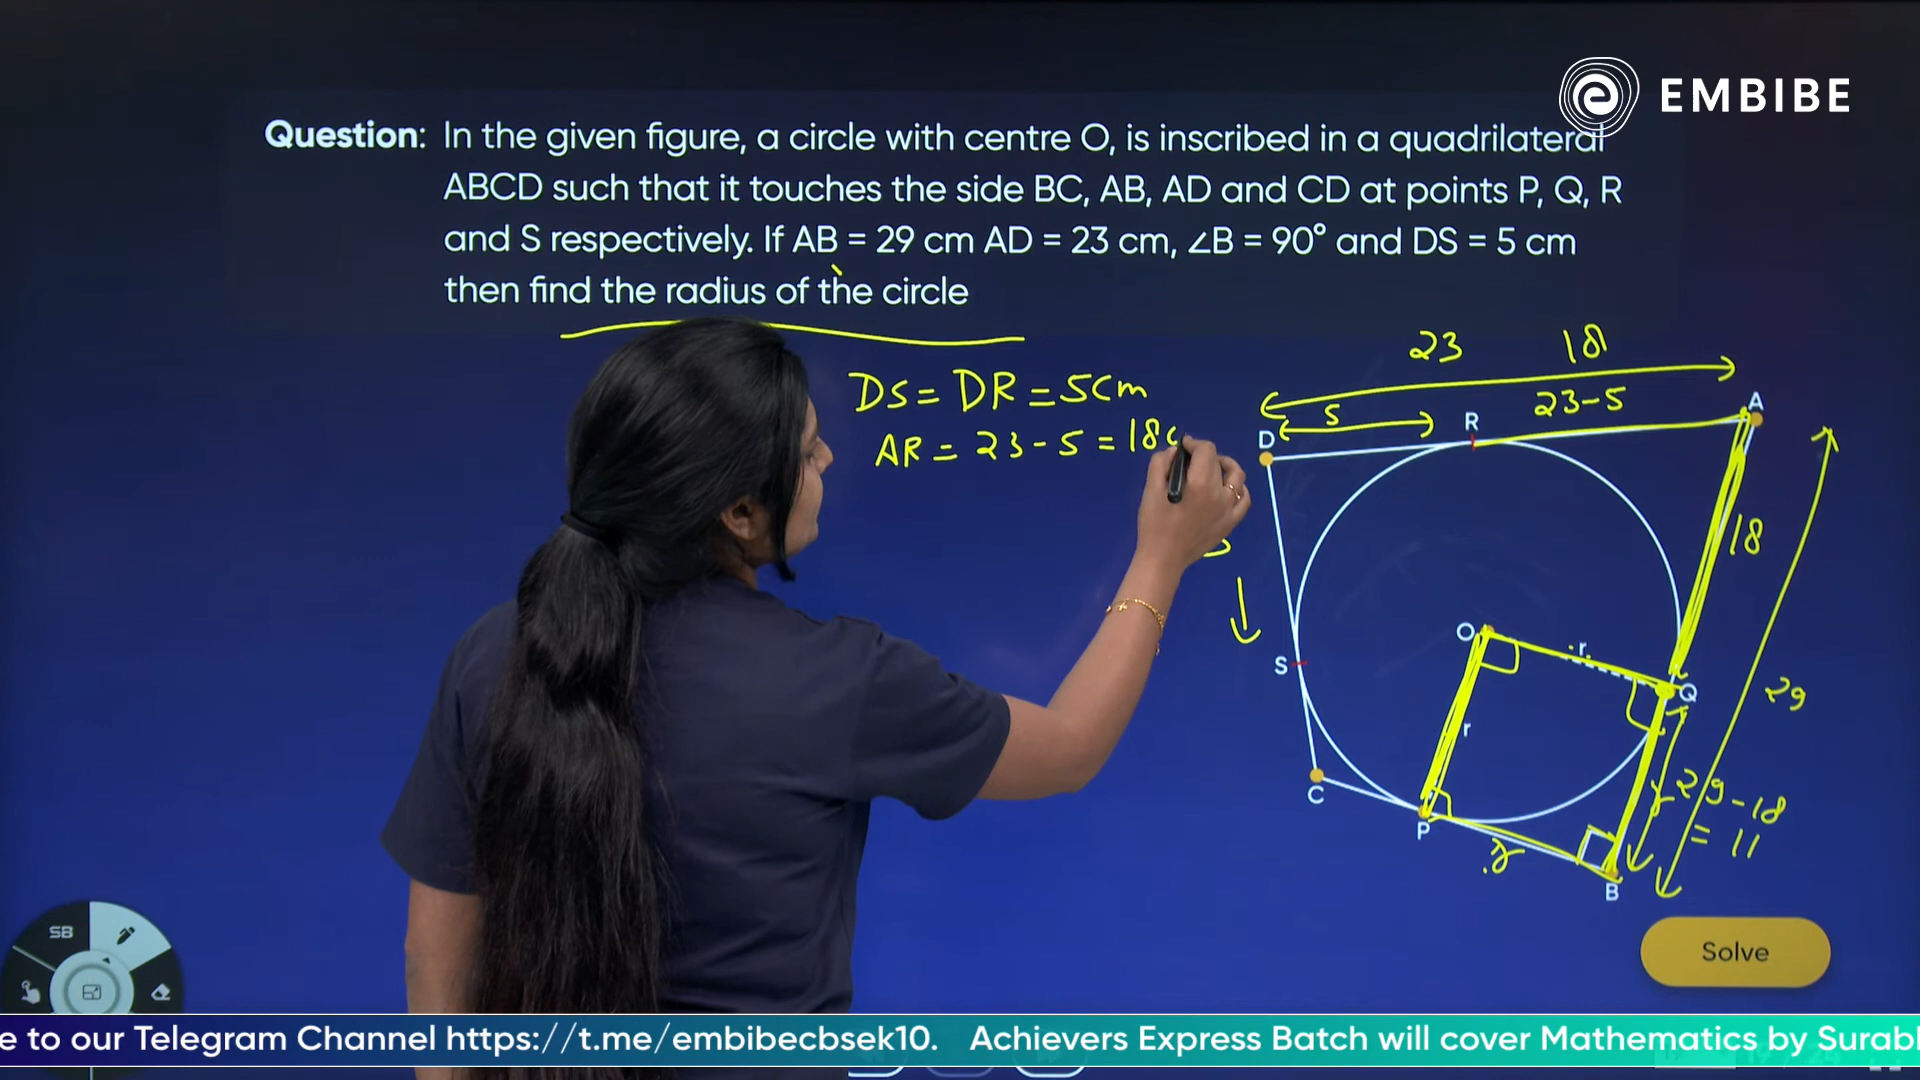 EMBIBE
Question: In the given figure, a circle with centre O, is inscribed in a quadrilateral
ABCD such that it touches the side BC, AB, AD and CD at points P, Q, R
and S respectively. If AB = 29 cm AD = 23 cm, ∠B = 90° and DS = 5 cm
then find the radius of the circle
DS = DR = 5cm
AR = 23 - 5 = 18c
23 18
5 23-5
D R A
18
O r Q
S
29
r
29-18
= 11
C
P r
B
Solve
SB
e to our Telegram Channel https://t.me/embibecbsek10. Achievers Express Batch will cover Mathematics by Surabl